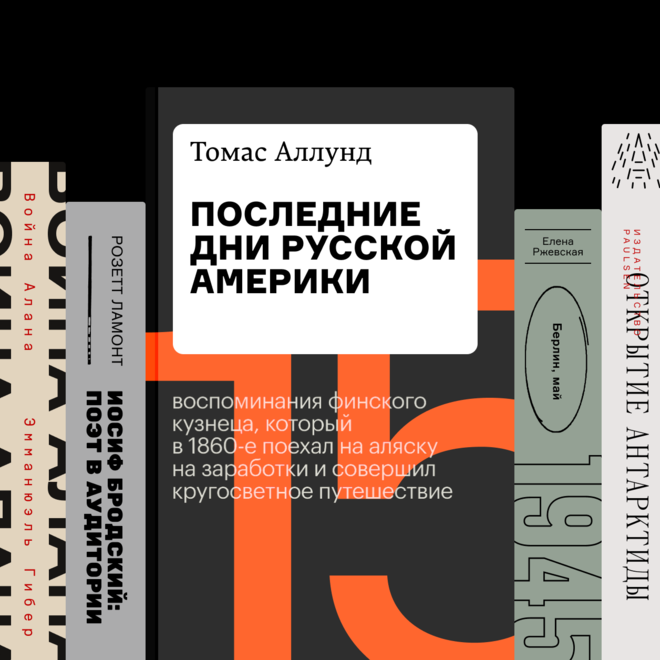 Война Алана Эммануэль Гибер
ВОЙНА АЛАНА
РОЗЕТТ ЛАМОНТ
ИОСИФ БРОДСКИЙ:
ПОЭТ В АУДИТОРИИ
Томас Аллунд
ПОСЛЕДНИЕ
ДНИ РУССКОЙ
АМЕРИКИ
15
воспоминания финского
кузнеца, который
в 1860-е поехал на аляску
на заработки и совершил
кругосветное путешествие
Елена
Ржевская
Берлин, май
1945
ИЗДАТЕЛЬСТВО
PAULSEN
ОТКРЫТИЕ АНТАРКТИДЫ